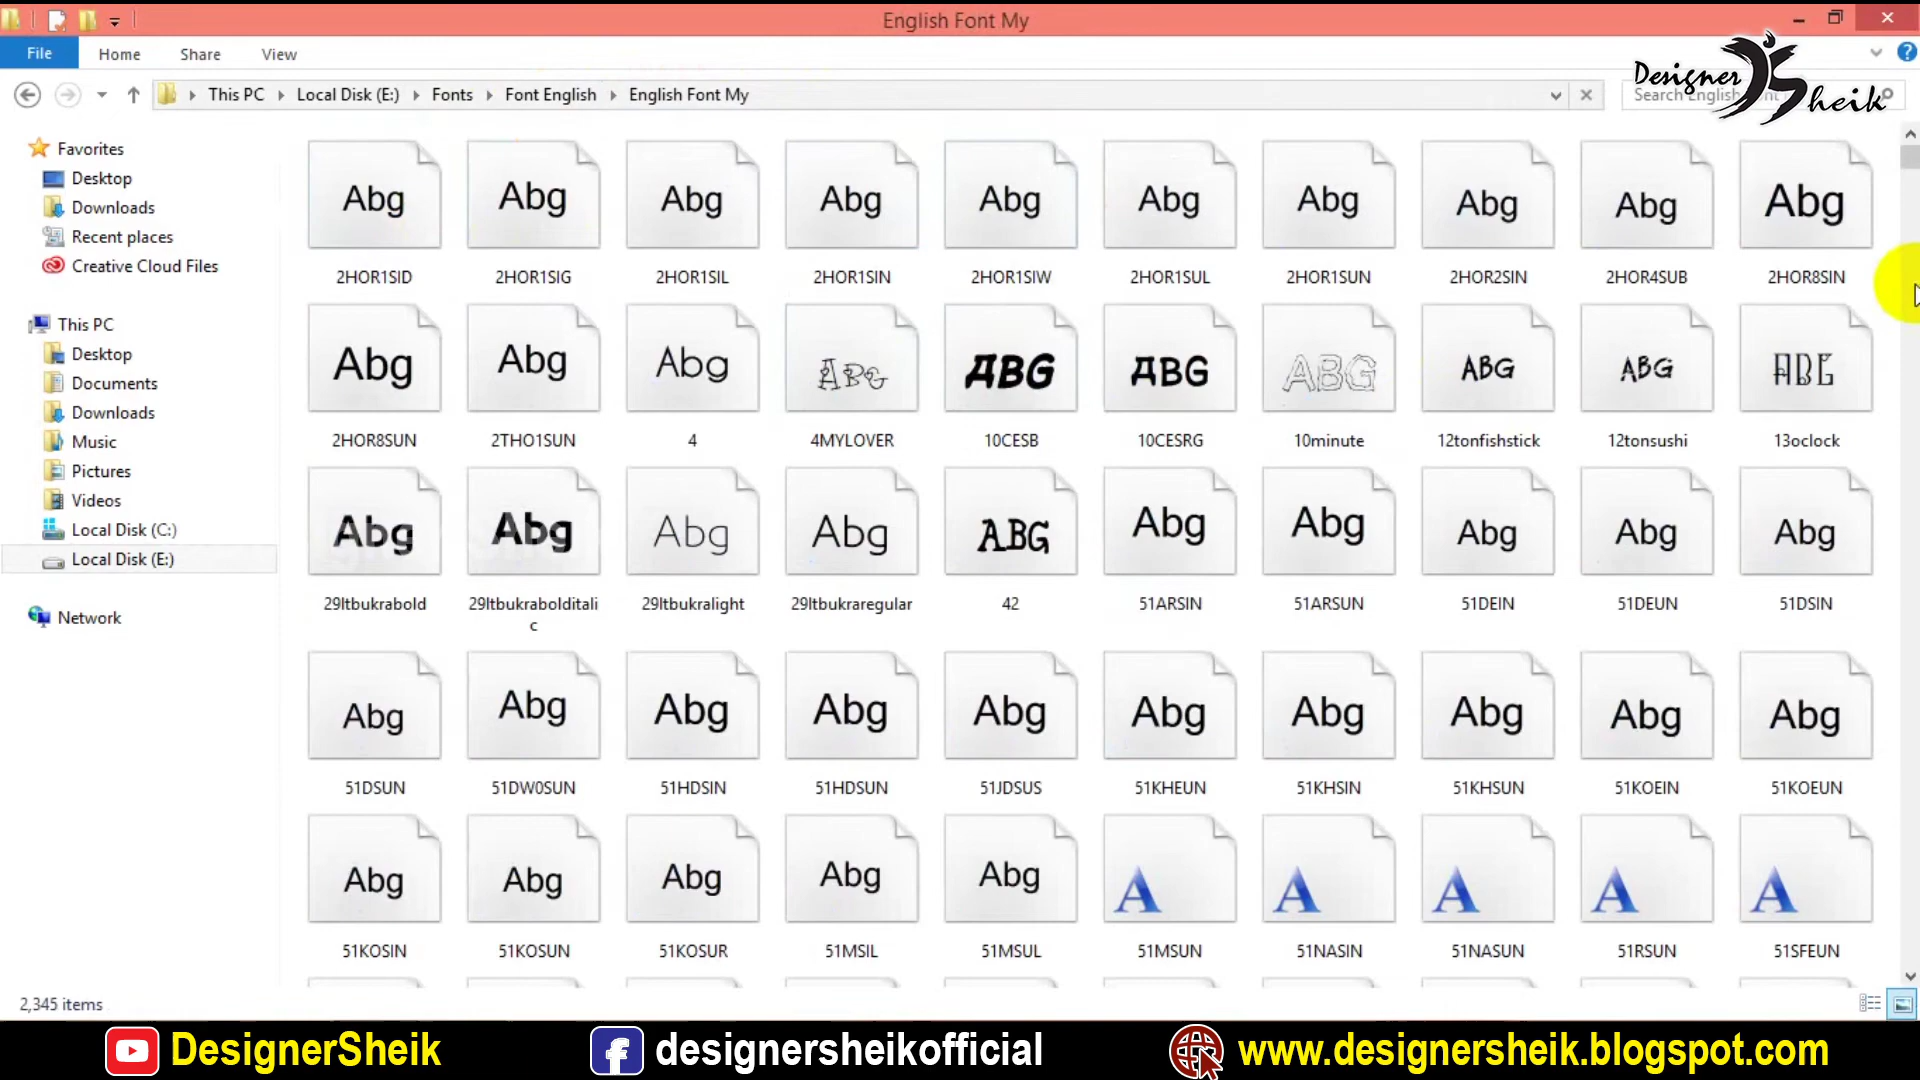 English Font My
File Home Share View
This PC Local Disk (E:) Fonts Font English English Font My
Search English
Designer Sheik
Favorites
Desktop
Downloads
Recent places
Creative Cloud Files
This PC
Desktop
Documents
Downloads
Music
Pictures
Videos
Local Disk (C:)
Local Disk (E:)
Network
Abg Abg Abg Abg Abg Abg Abg Abg Abg Abg
2HOR1SID 2HOR1SIG 2HOR1SIL 2HOR1SIN 2HOR1SIW 2HOR1SUL 2HOR1SUN 2HOR2SIN 2HOR4SUB 2HOR8SIN
Abg Abg Abg ABG ABG ABG ABG ABG ABG ABG
2HOR8SUN 2THO1SUN 4 4MYLOVER 10CESB 10CESRG 10minute 12tonfishstick 12tonsushi 13oclock
Abg Abg Abg Abg ABG Abg Abg Abg Abg Abg
29ltbukrabold 29ltbukrabolditali 29ltbukralight 29ltbukraregular 42 51ARSIN 51ARSUN 51DEIN 51DEUN 51DSIN
c
Abg Abg Abg Abg Abg Abg Abg Abg Abg Abg
51DSUN 51DW0SUN 51HDSIN 51HDSUN 51JDSUS 51KHEUN 51KHSIN 51KHSUN 51KOEIN 51KOEUN
Abg Abg Abg Abg Abg A A A A A
51KOSIN 51KOSUN 51KOSUR 51MSIL 51MSUL 51MSUN 51NASIN 51NASUN 51RSUN 51SFEUN
2,345 items
DesignerSheik designersheikofficial www.designersheik.blogspot.com